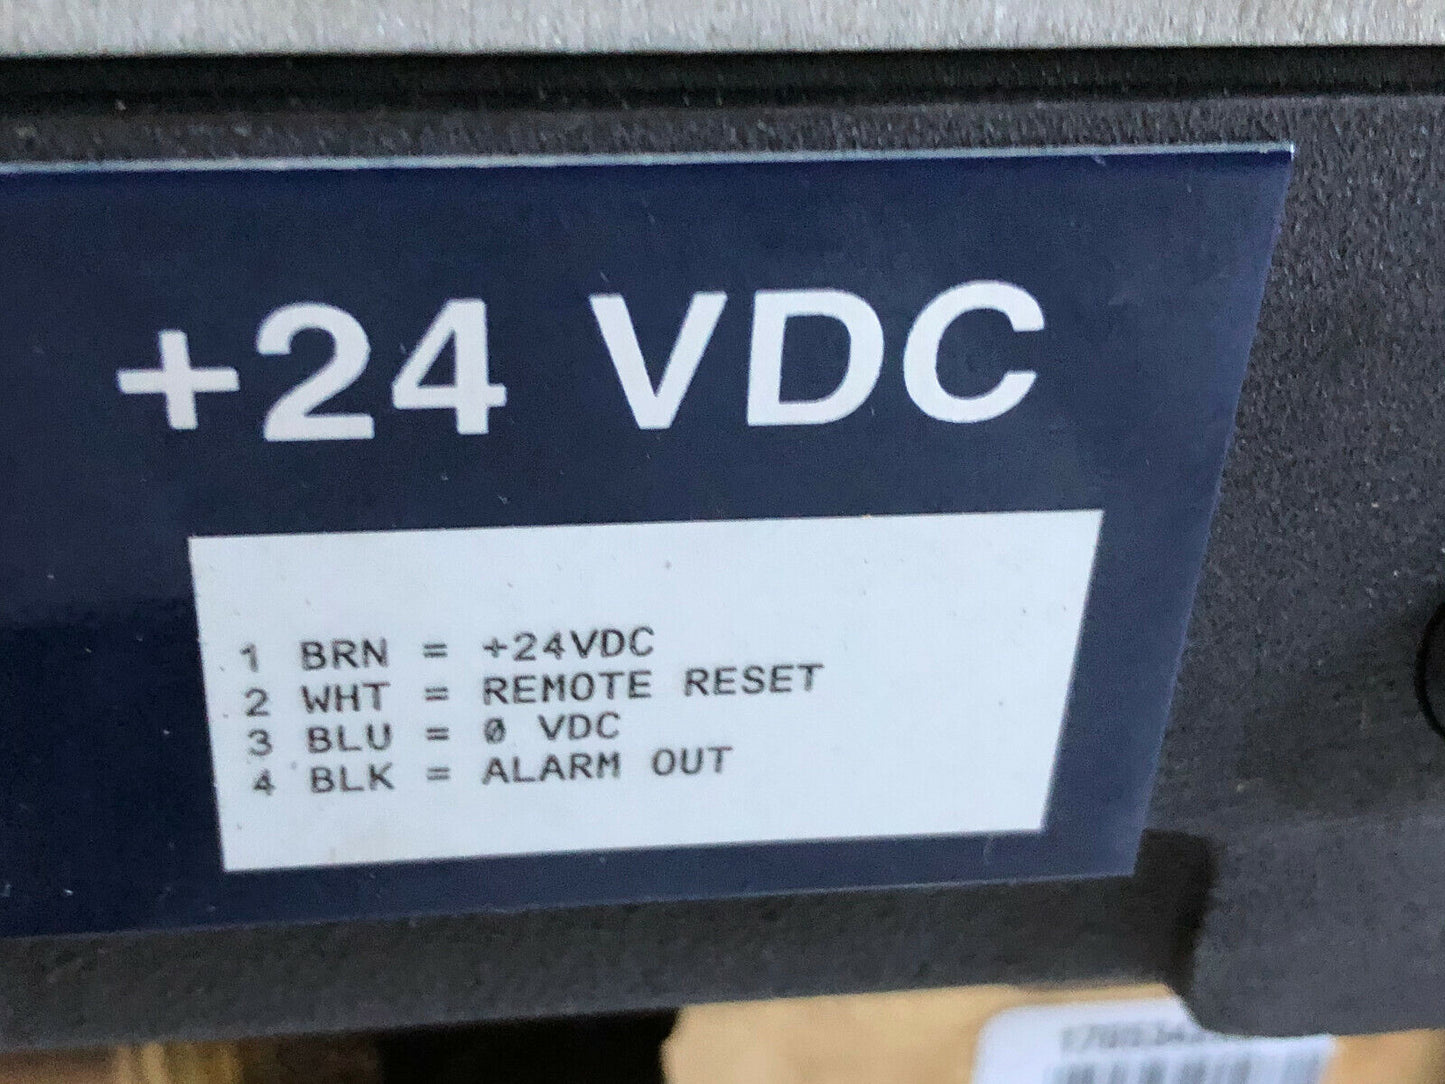 +24 VDC
1 BRN = +24VDC
2 WHT = REMOTE RESET
3 BLU = 0 VDC
4 BLK = ALARM OUT